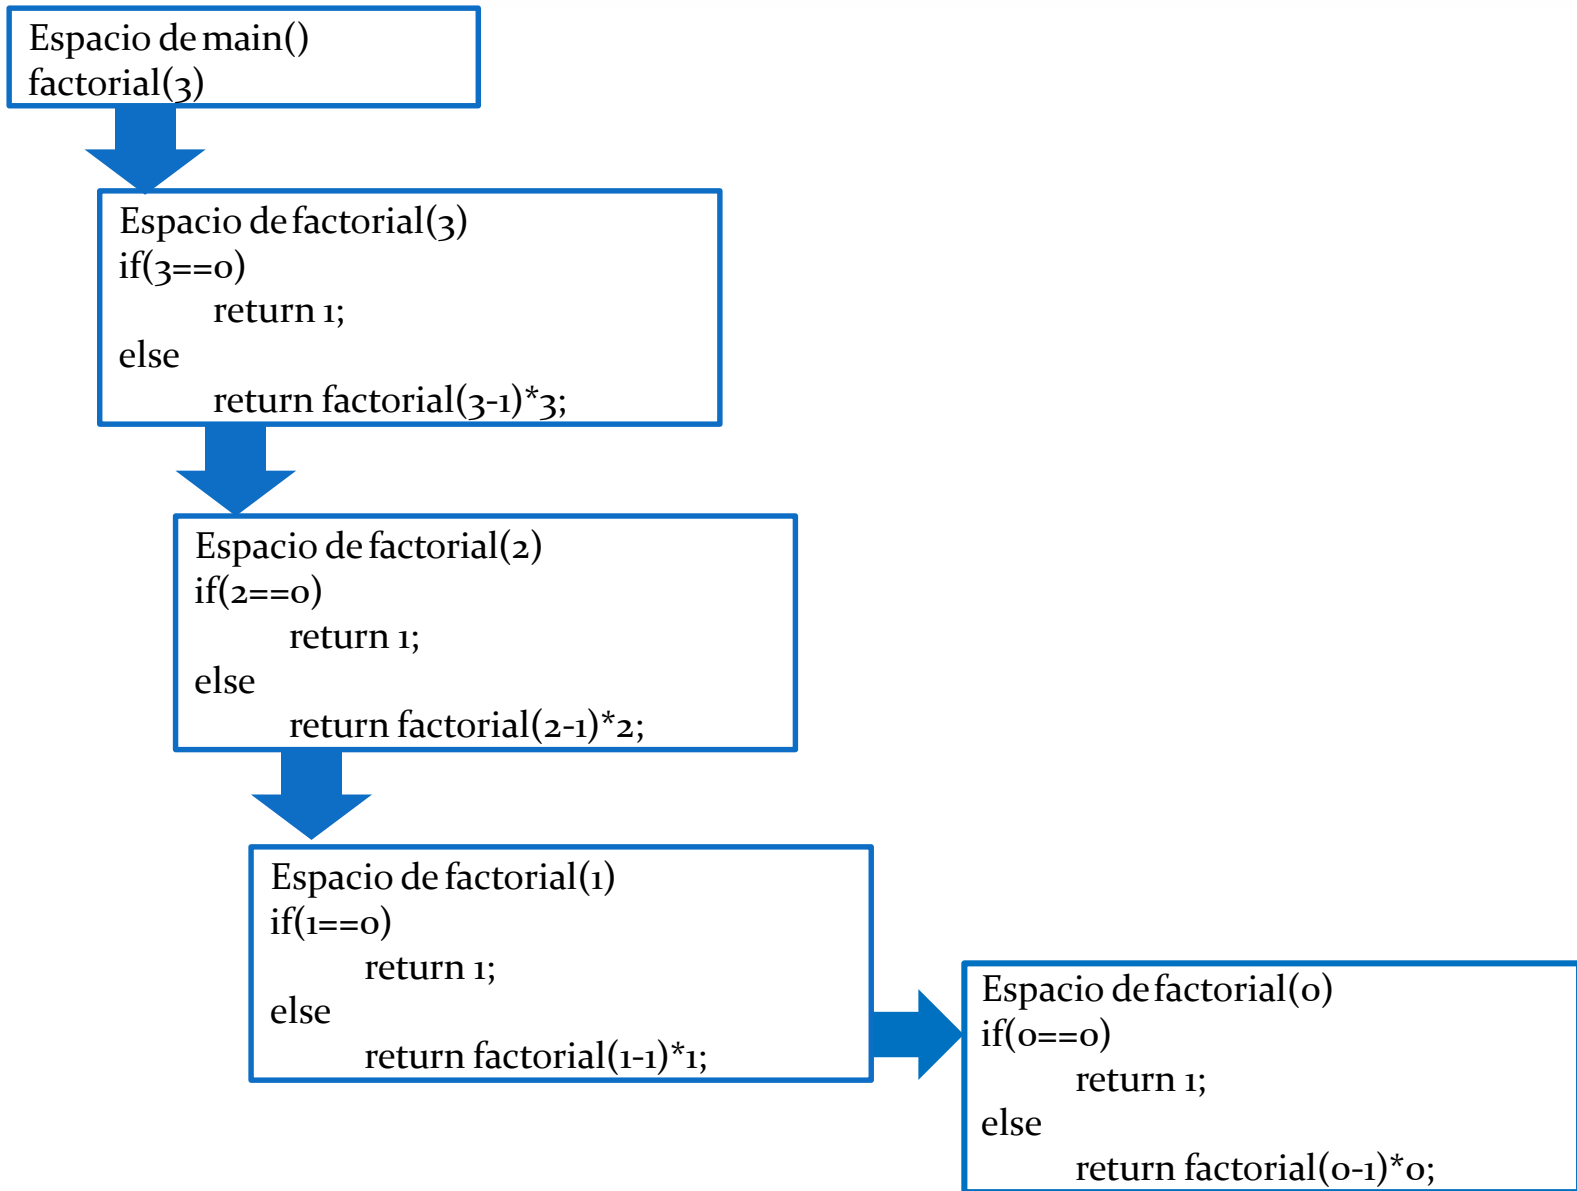 Espacio de main()
factorial(3)
Espacio de factorial(3)
if(3==0)
return 1;
else
return factorial(3-1)*3;
Espacio de factorial(2)
if(2==0)
return 1;
else
return factorial(2-1)*2;
Espacio de factorial(1)
if(1==0)
return 1;
else
return factorial(1-1)*1;
Espacio de factorial(0)
if(0==0)
return 1;
else
return factorial(0-1)*0;